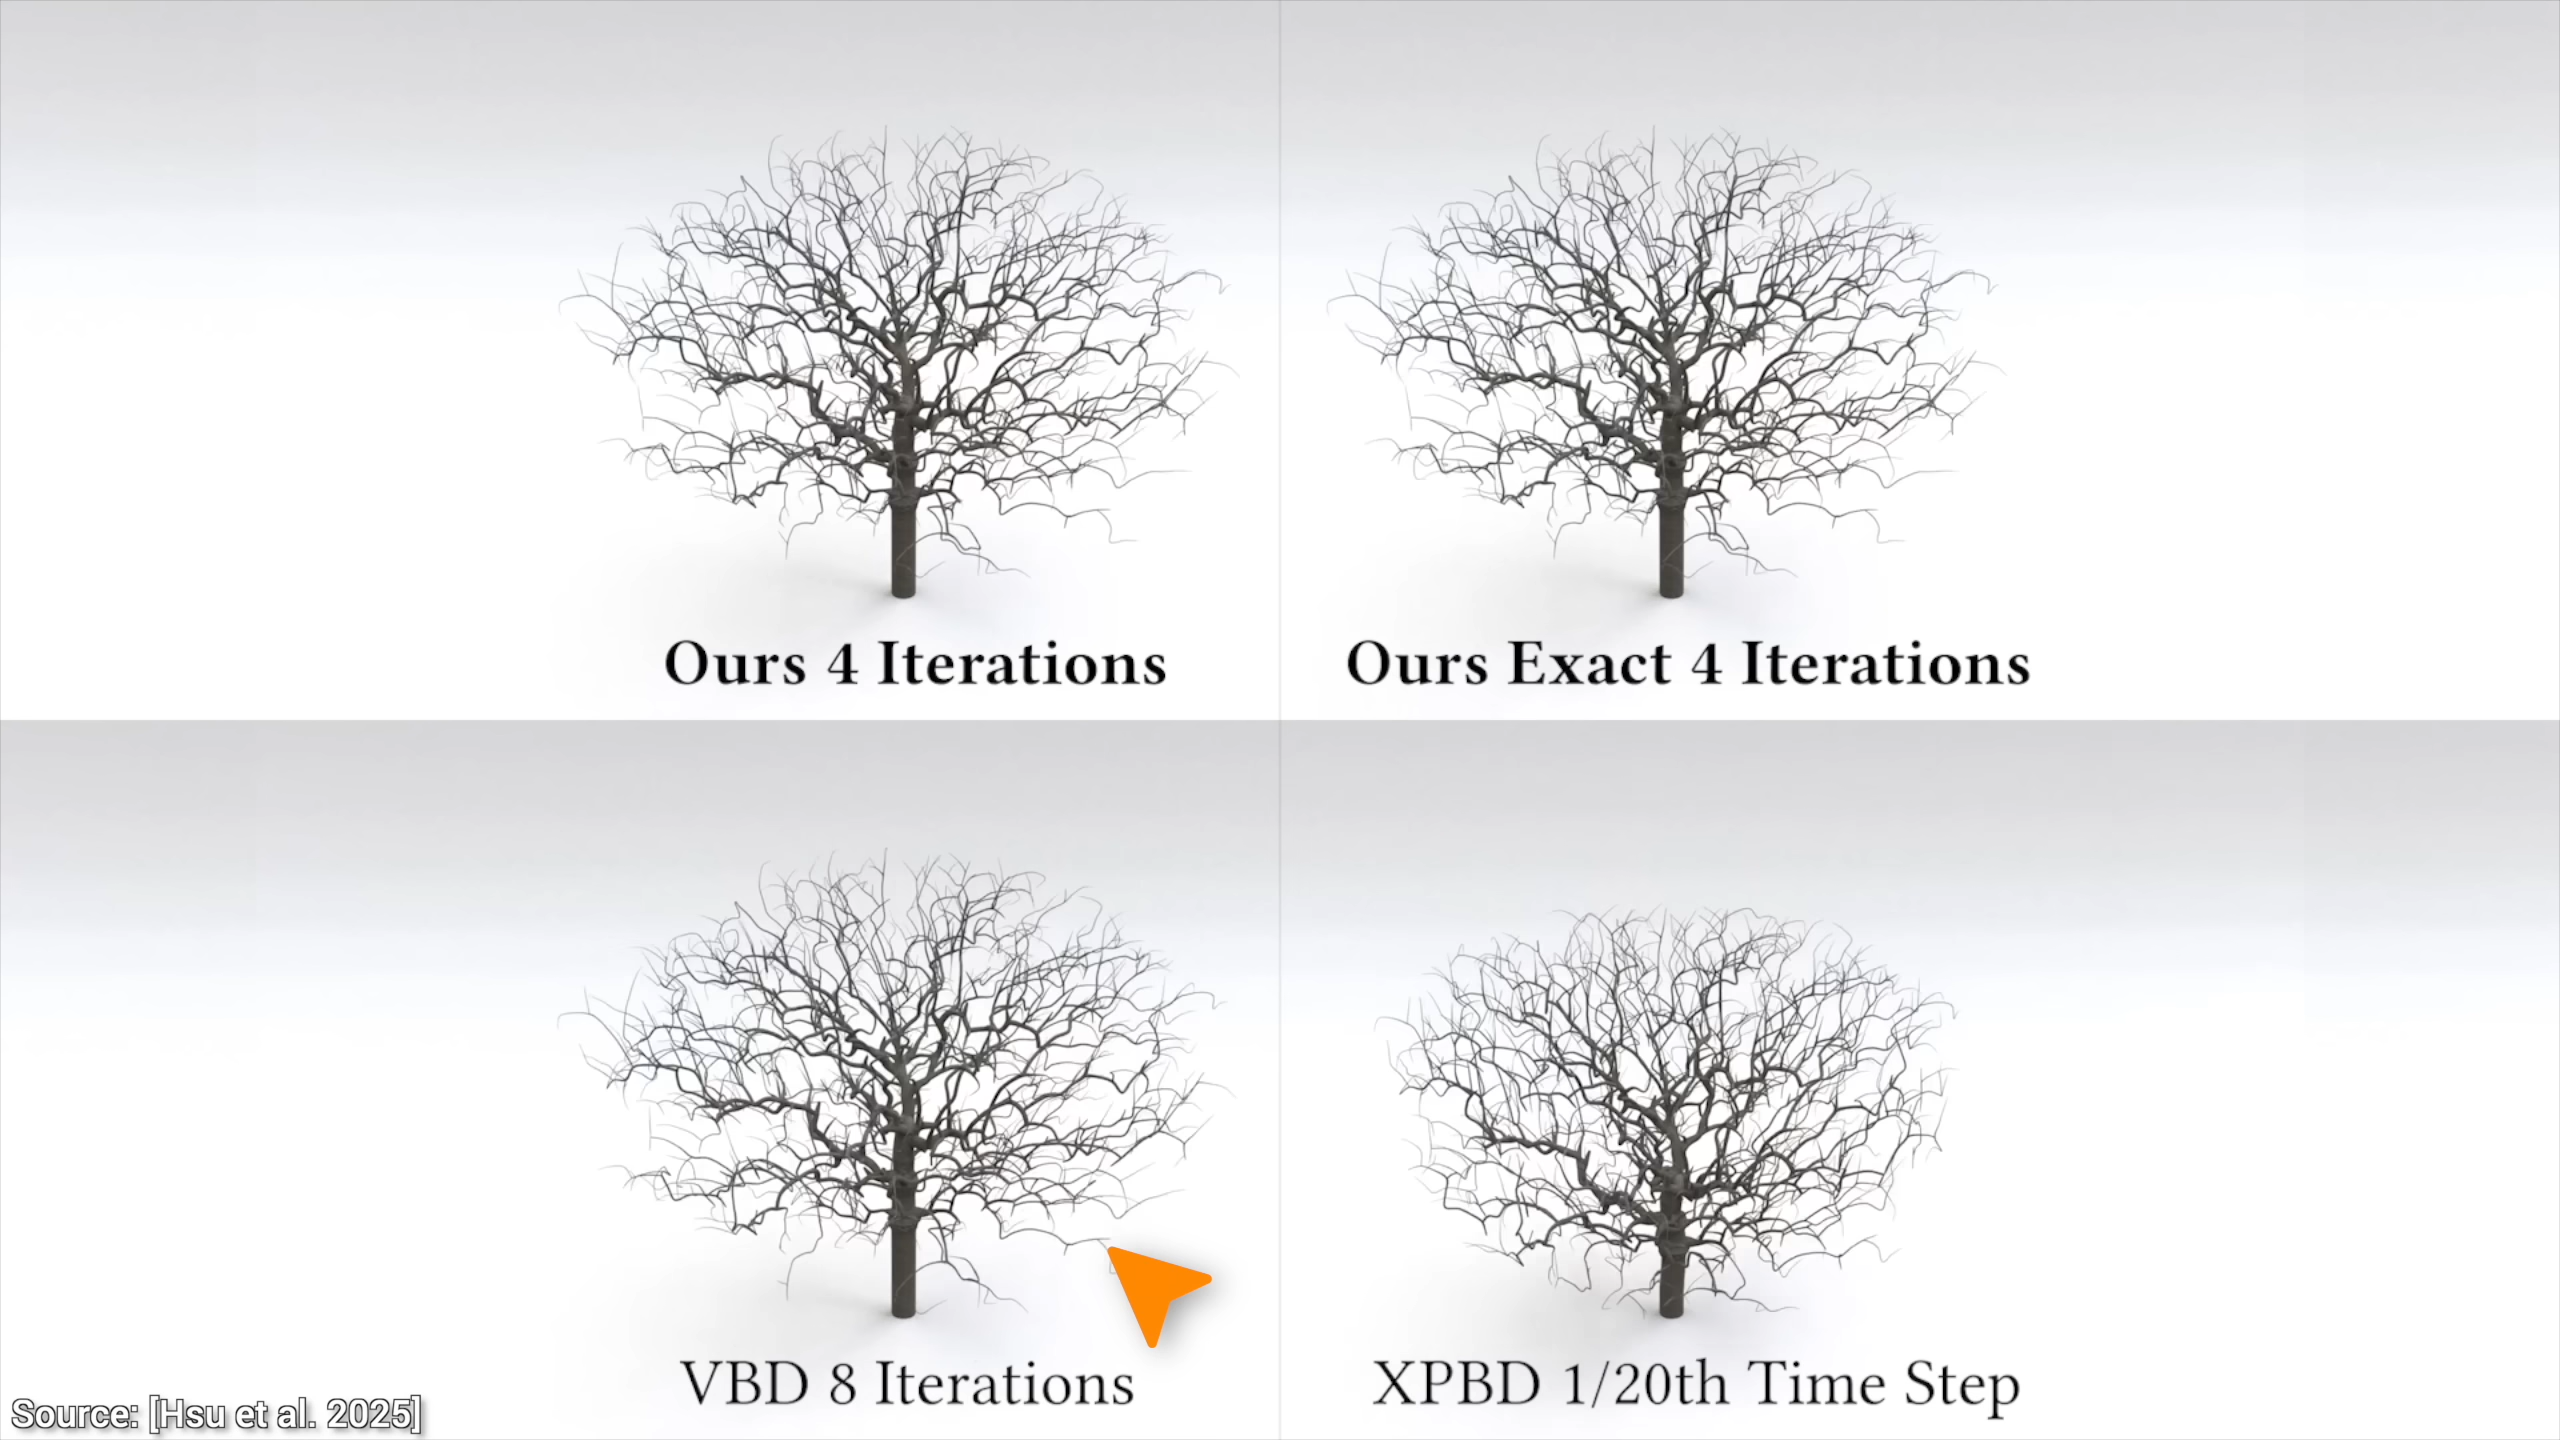 Ours 4 Iterations
Ours Exact 4 Iterations
VBD 8 Iterations
XPBD 1/20th Time Step
Source: [Hsu et al. 2025]